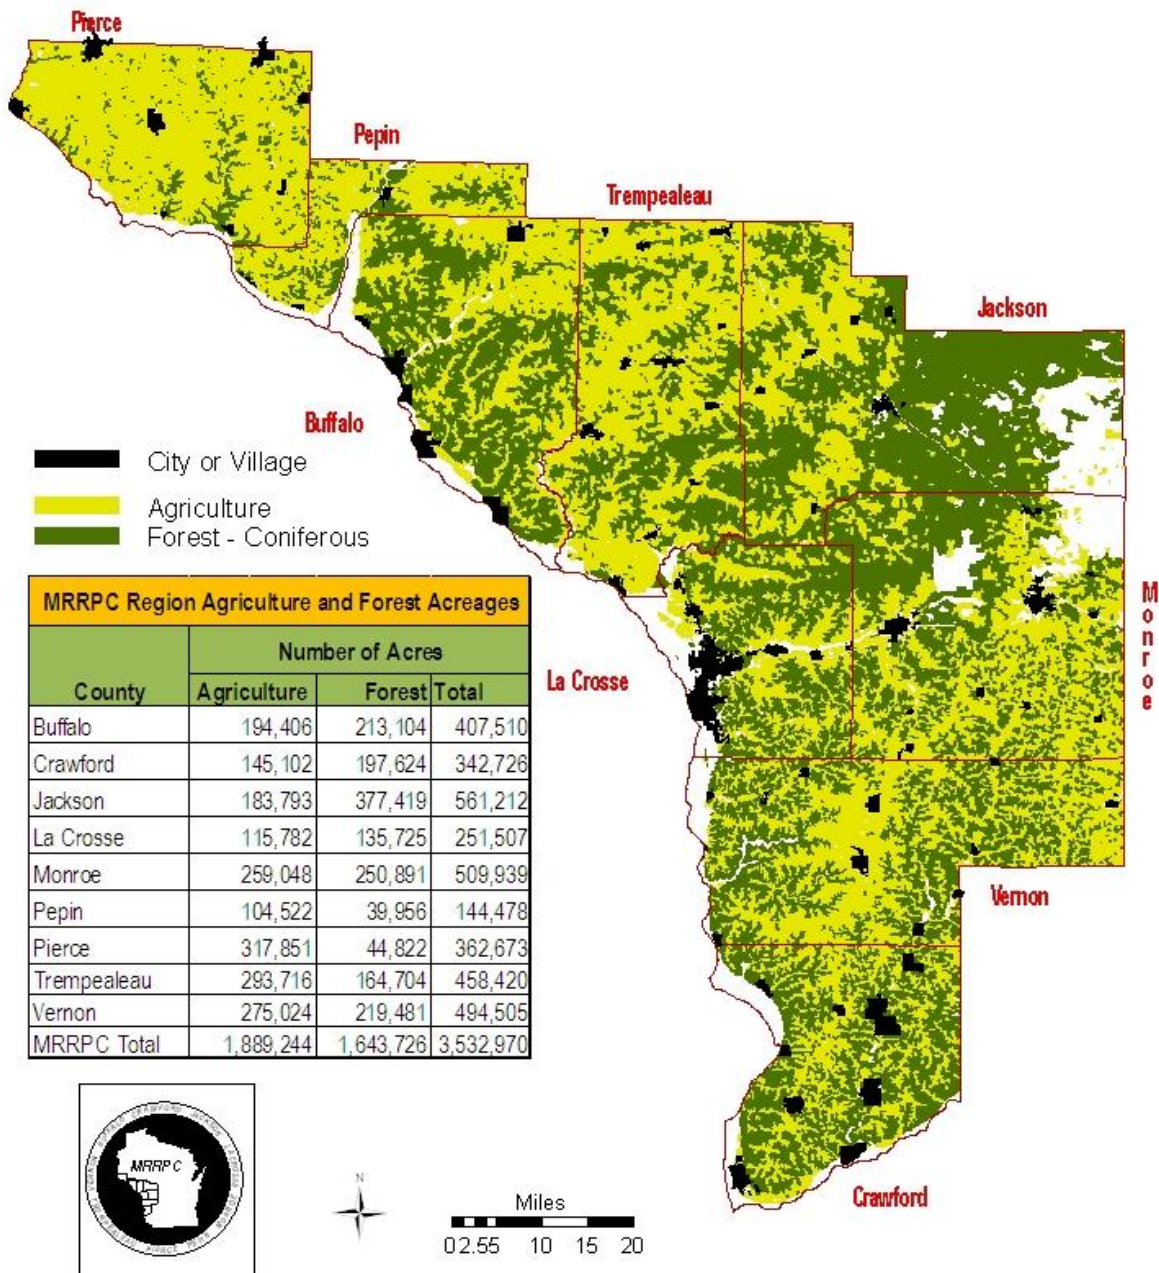 Pierce
Pepin
Trempealeau
Jackson
Buffalo
City or Village
Agriculture
Forest - Coniferous
MRRPC Region Agriculture and Forest Acreages
Number of Acres
County Agriculture Forest Total
Buffalo 194,406 213,104 407,510
Crawford 145,102 197,624 342,726
Jackson 183,793 377,419 561,212
La Crosse 115,782 135,725 251,507
Monroe 259,048 250,891 509,939
Pepin 104,522 39,956 144,478
Pierce 317,851 44,822 362,673
Trempealeau 293,716 164,704 458,420
Vernon 275,024 219,481 494,505
MRRPC Total 1,889,244 1,643,726 3,532,970
La Crosse
Monroe
Vernon
Crawford
MRRPC
N
Miles
0 2.5 5 10 15 20